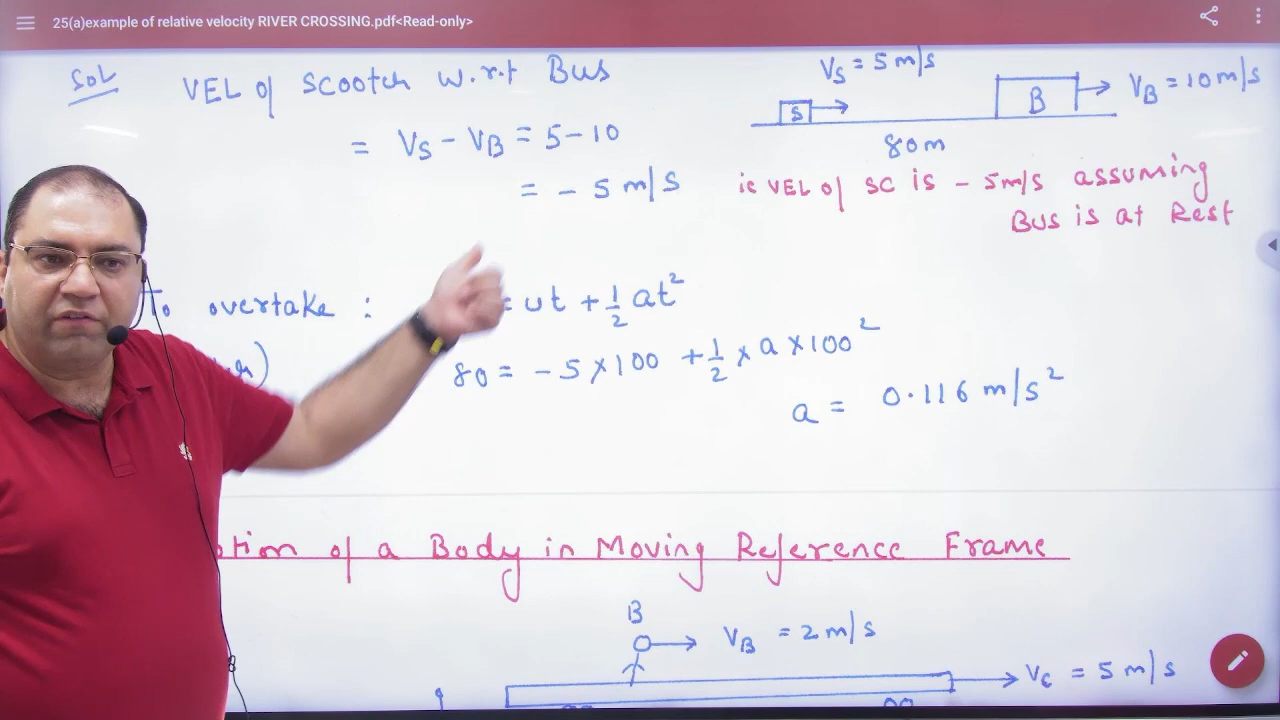 25(a)example of relative velocity RIVER CROSSING.pdf<Read-only>
Sol VEL of Scooter w.r.t Bus
= VS - VB = 5 - 10
= - 5 m/s
VS = 5 m/s
S B VB = 10 m/s
80m
ie VEL of SC is - 5m/s assuming
Bus is at Rest
To overtake : = ut + 1/2 at²
80 = - 5 × 100 + 1/2 × a × 100²
a = 0.116 m/s²
of a Body in Moving Reference Frame
B
VB = 2 m/s
VC = 5 m/s